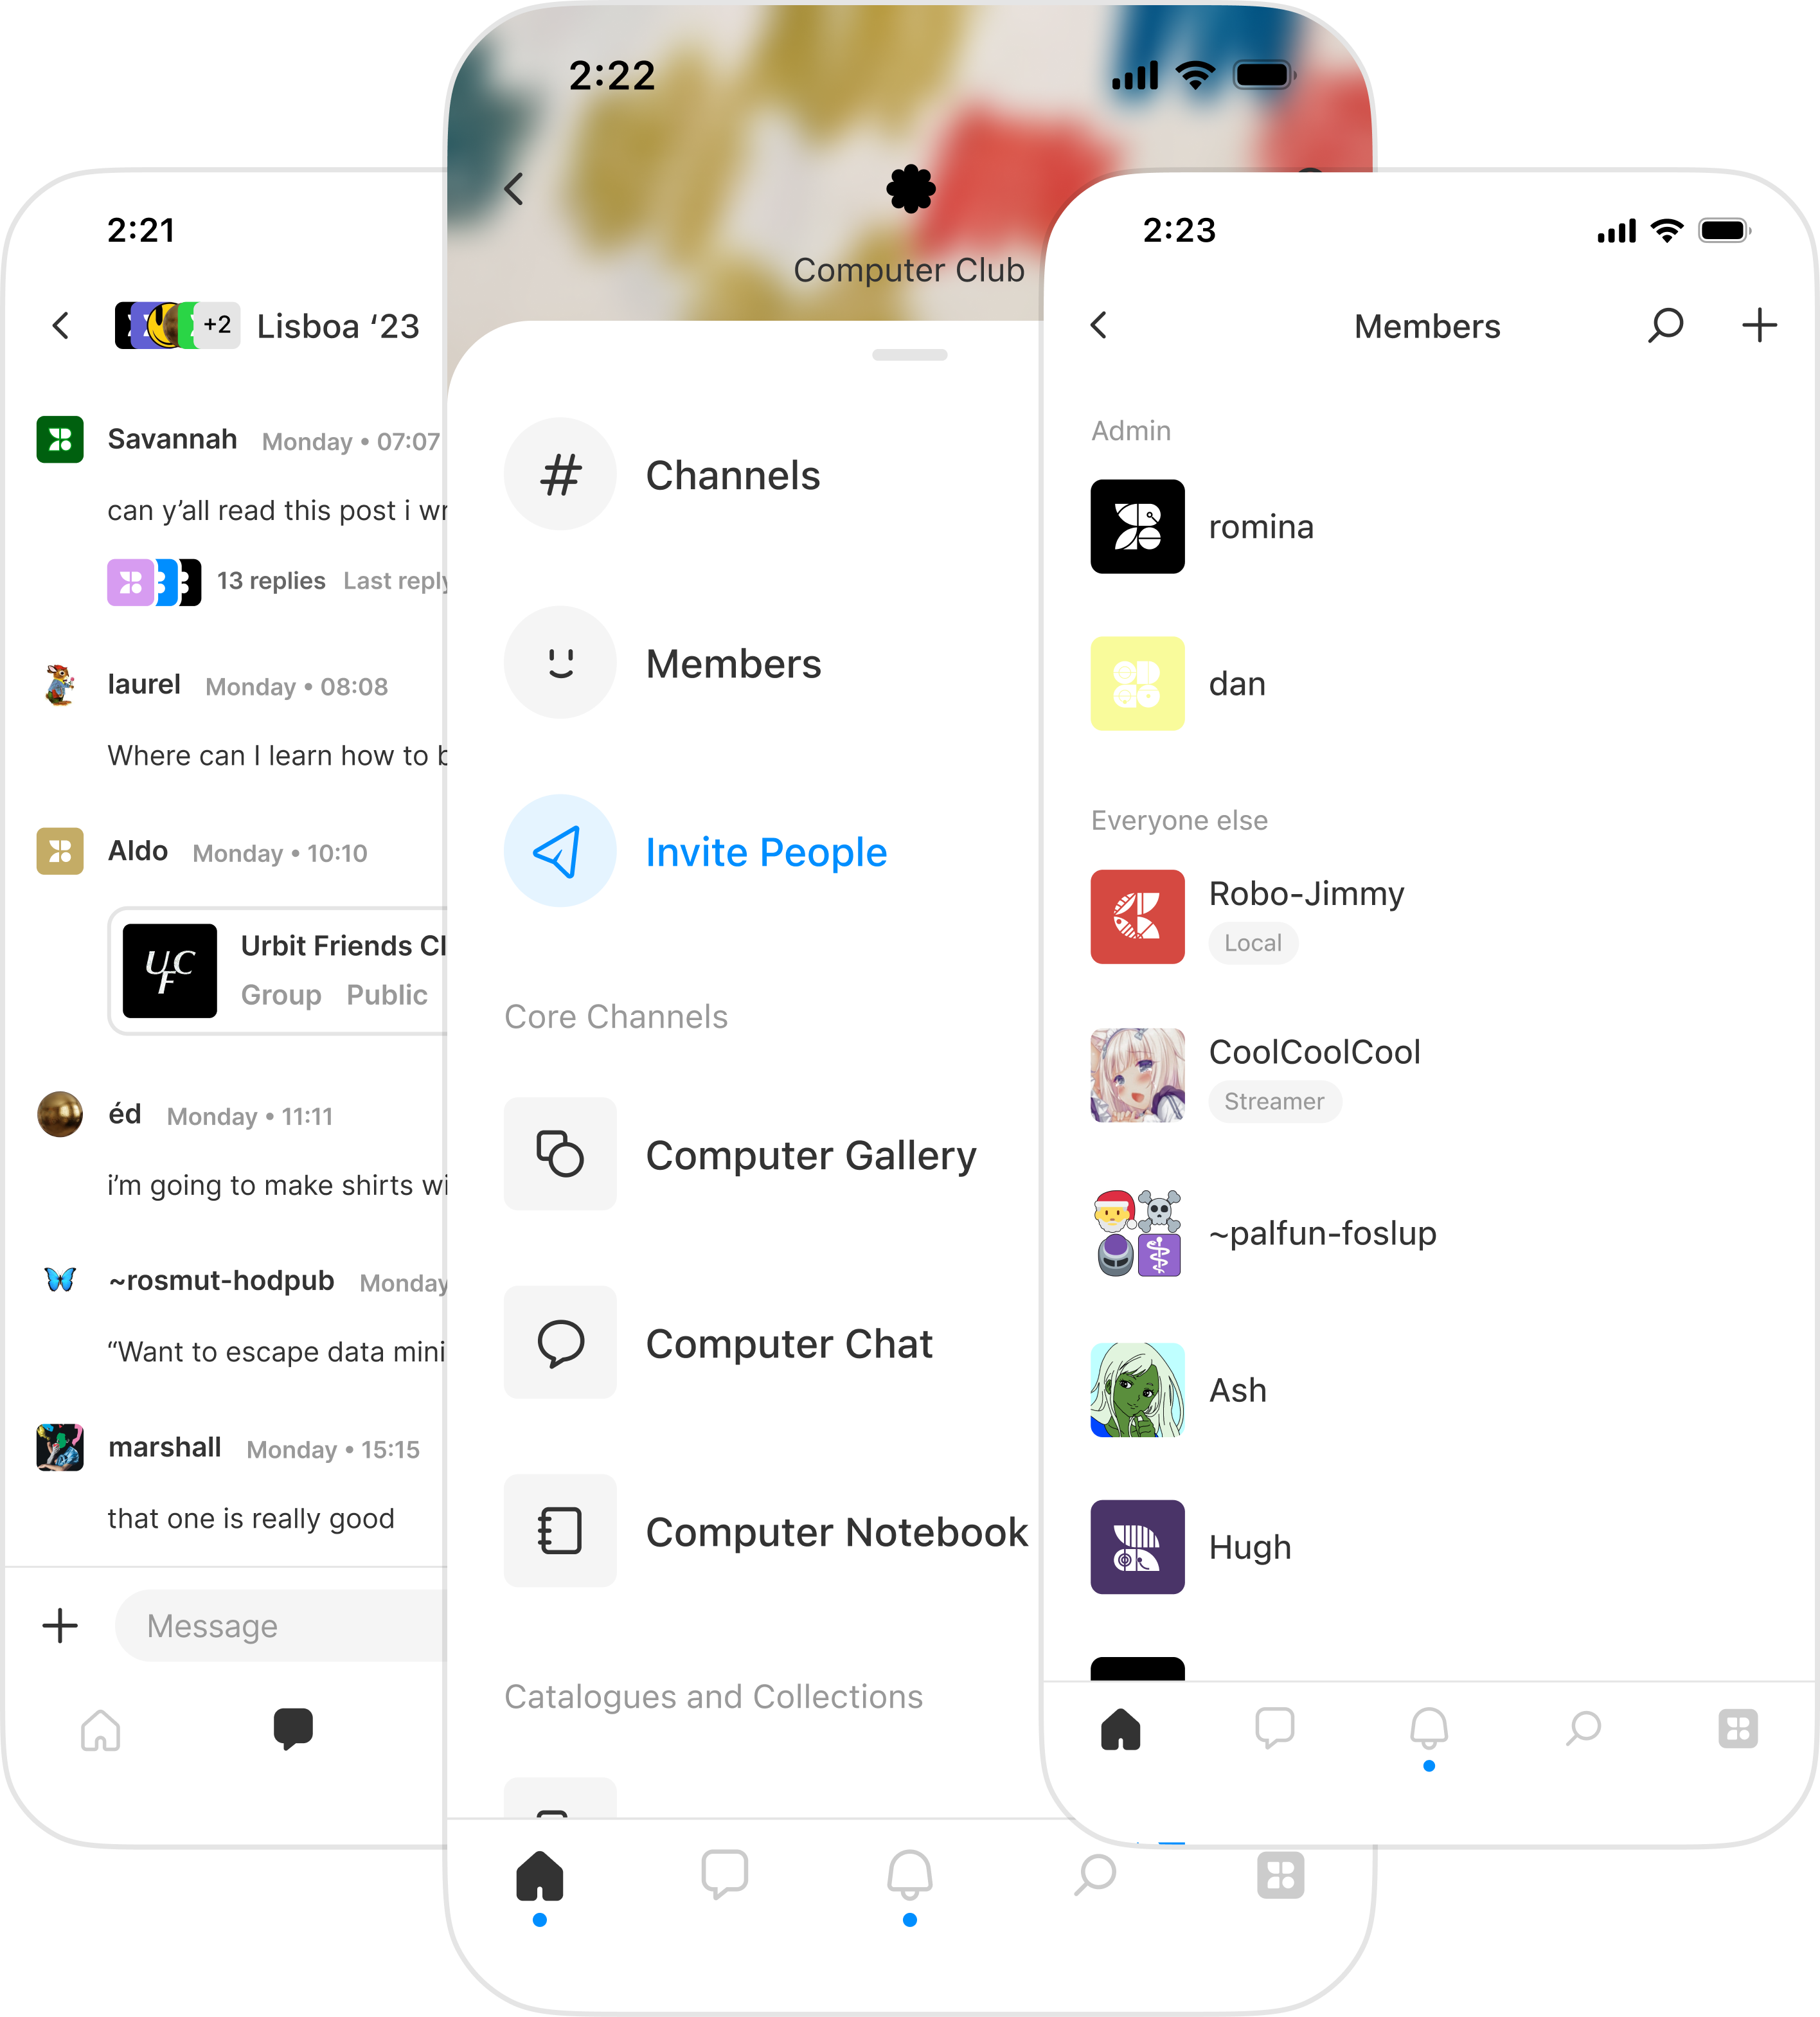 2:21
+2
Lisboa ‘23
Savannah Monday • 07:07
can y’all read this post i
13 replies Last reply
laurel Monday • 08:08
Where can I learn how to
Aldo Monday • 10:10
UFC
Urbit Friends
Group Public
éd Monday • 11:11
i’m going to make shirts
~rosmut-hodpub Monday
“Want to escape data
marshall Monday • 15:15
that one is really good
Message
2:22
Computer Club
Channels
Members
Invite People
Core Channels
Computer Gallery
Computer Chat
Computer Notebook
Catalogues and Collections
2:23
Members
Admin
romina
dan
Everyone else
Robo-Jimmy
Local
CoolCoolCool
Streamer
~palfun-foslup
Ash
Hugh